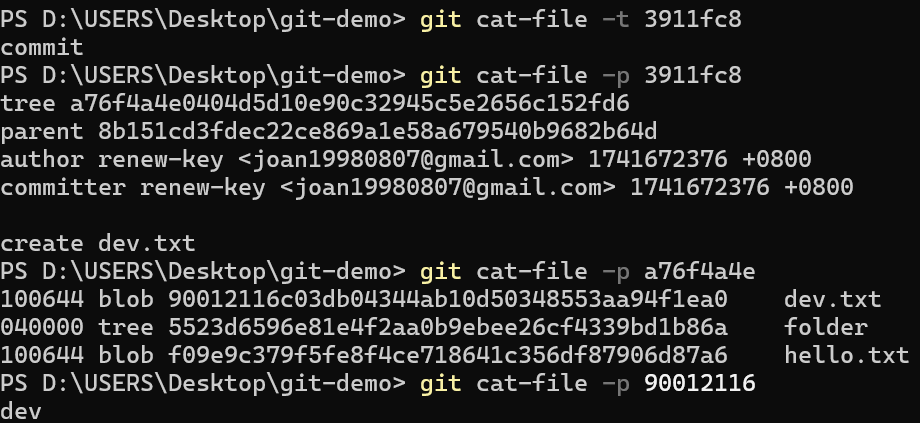 PS D:\USERS\Desktop\git-demo> git cat-file -t 3911fc8
commit
PS D:\USERS\Desktop\git-demo> git cat-file -p 3911fc8
tree a76f4a4e0404d5d10e90c32945c5e2656c152fd6
parent 8b151cd3fdec22ce869a1e58a679540b9682b64d
author renew-key <joan19980807@gmail.com> 1741672376 +0800
committer renew-key <joan19980807@gmail.com> 1741672376 +0800
create dev.txt
PS D:\USERS\Desktop\git-demo> git cat-file -p a76f4a4e
100644 blob 90012116c03db04344ab10d50348553aa94f1ea0    dev.txt
040000 tree 5523d6596e81e4f2aa0b9ebee26cf4339bd1b86a    folder
100644 blob f09e9c379f5fe8f4ce718641c356df87906d87a6    hello.txt
PS D:\USERS\Desktop\git-demo> git cat-file -p 90012116
dev